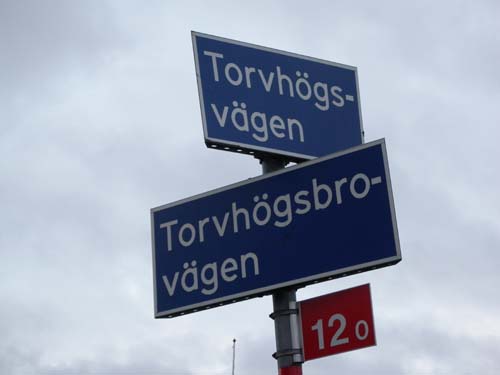 Torvhögs-
vägen
Torvhögsbro-
vägen
12 0